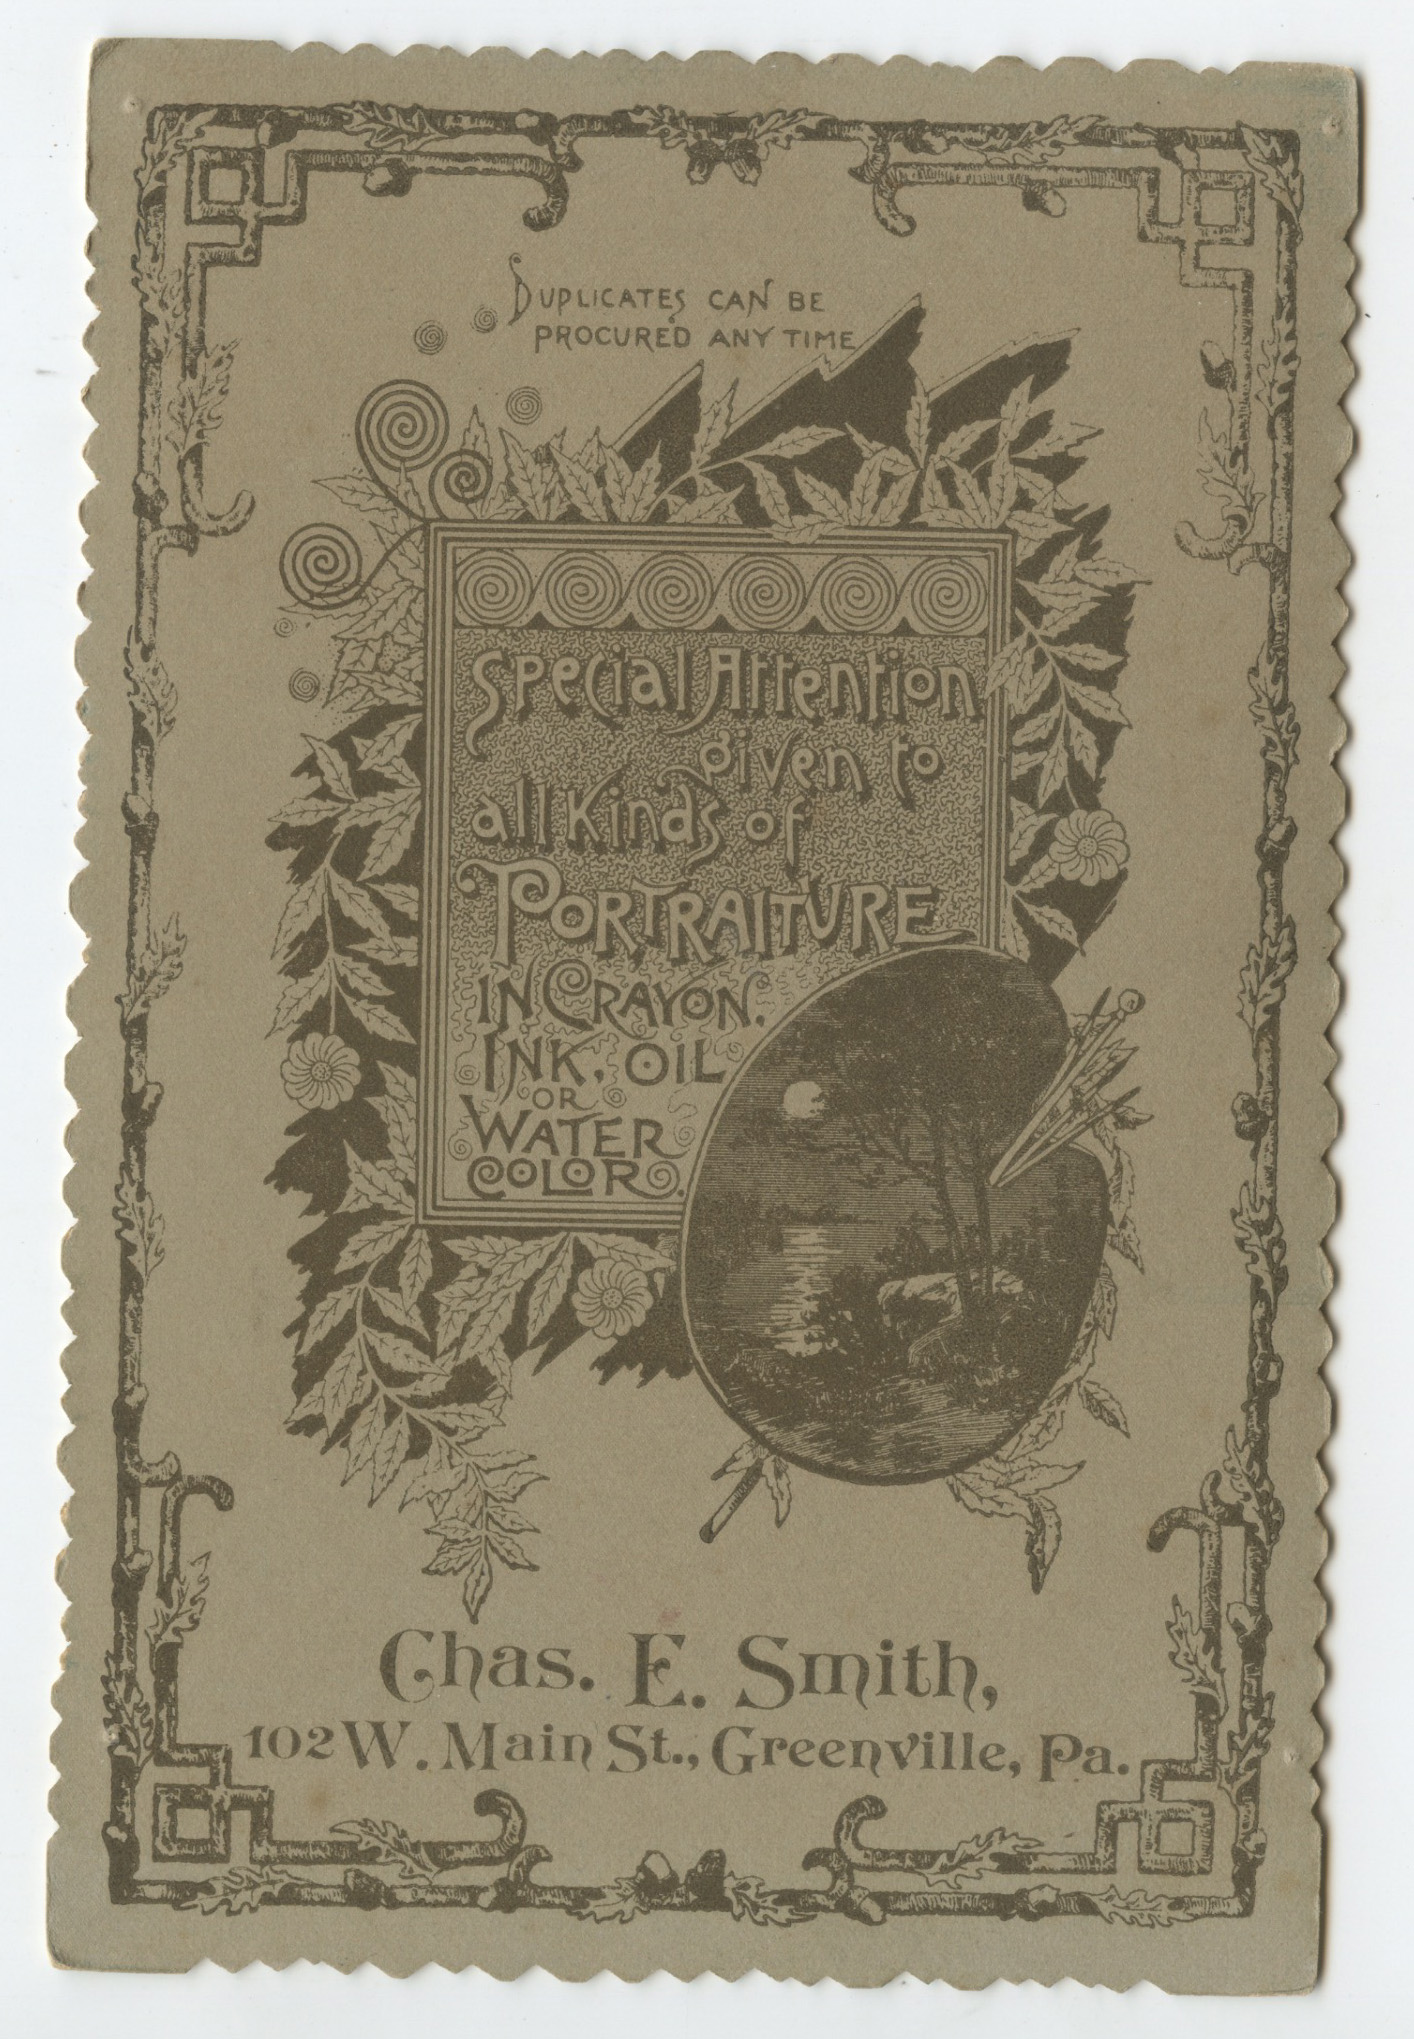 DUPLICATES CAN BE
PROCURED ANY TIME
Special Attention
given to
all Kinds of
PORTRAITURE
IN CRAYON,
INK, OIL
OR
WATER
COLOR.
Chas. E. Smith,
102 W. Main St., Greenville, Pa.